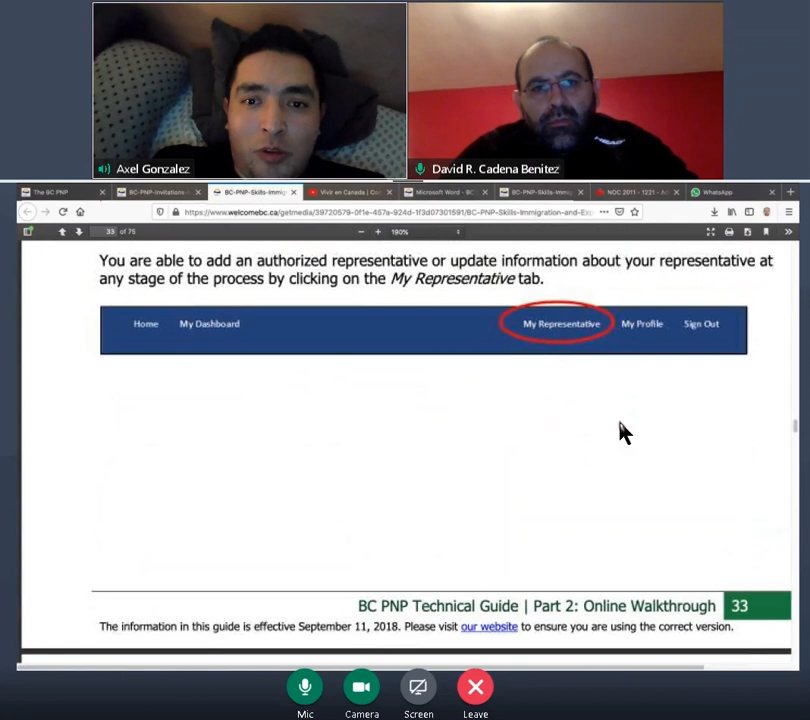 Axel Gonzalez
David R. Cadena Benitez
The BC PNP
BC-PNP-Invitations-
BC-PNP-Skills-Immig
Vivir en Canada | Co
Microsoft Word - BC
BC-PNP-Skills-Immig
NOC 2011 - 1221 - A
WhatsApp
https://www.welcomebc.ca/getmedia/39720579-0f1e-457a-924d-1f3d07301591/BC-PNP-Skills-Immigration-and-Exp
33 of 75
190%
You are able to add an authorized representative or update information about your representative at
any stage of the process by clicking on the My Representative tab.
Home My Dashboard My Representative My Profile Sign Out
BC PNP Technical Guide | Part 2: Online Walkthrough 33
The information in this guide is effective September 11, 2018. Please visit our website to ensure you are using the correct version.
Mic Camera Screen Leave